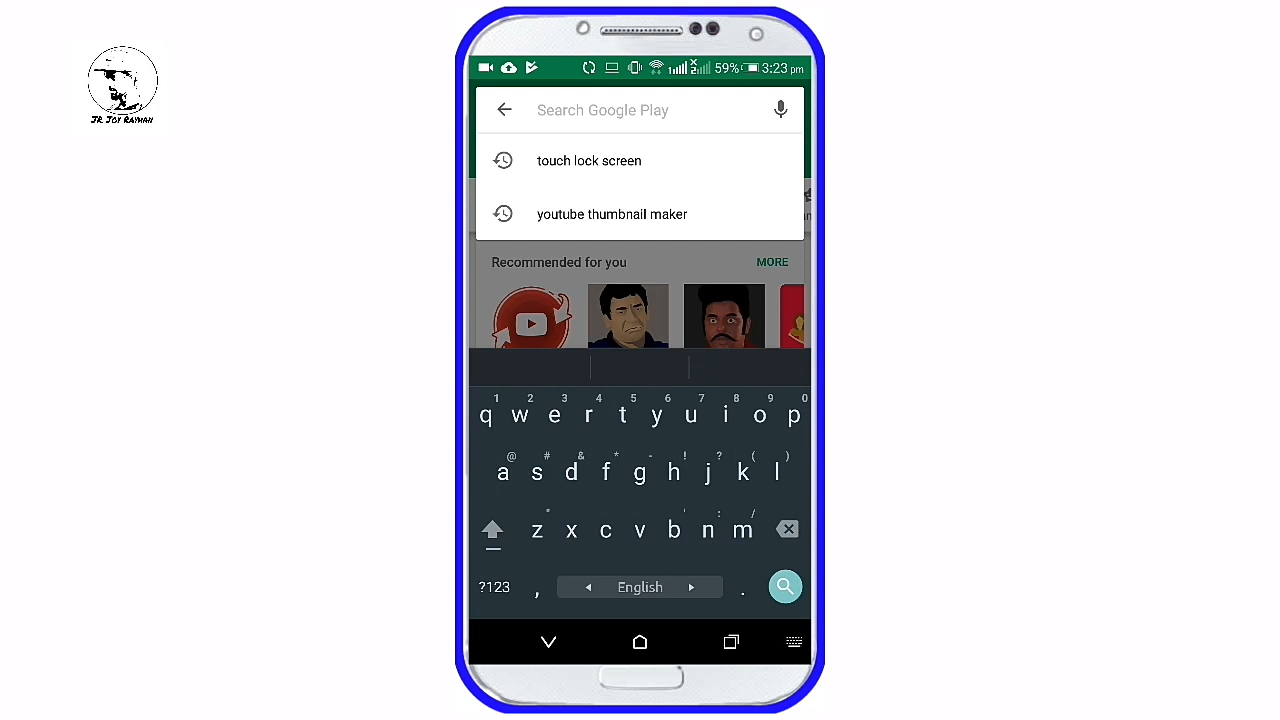 59% 3:23 pm
Search Google Play
JR Joy Rayhan
touch lock screen
youtube thumbnail maker
Recommended for you MORE
1 2 3 4 5 6 7 8 9 0
q w e r t y u i o p
@ # & * - ! ? ( )
a s d f g h j k l
" ' : /
z x c v b n m
?123 , English .